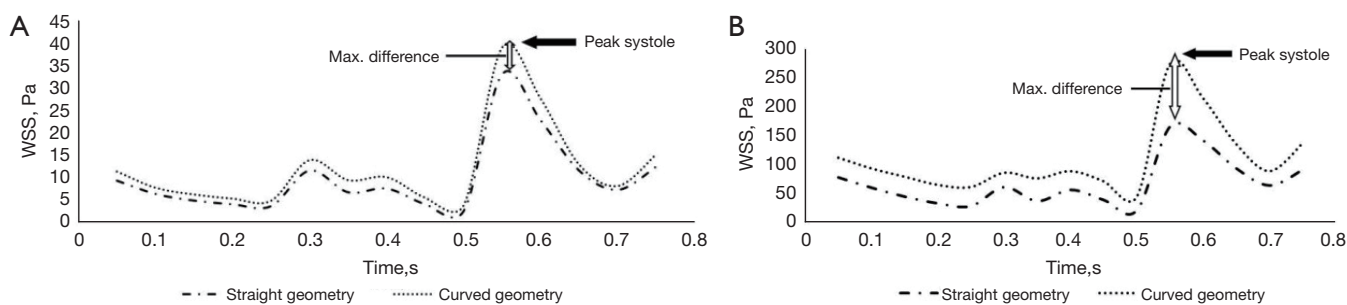 A
WSS, Pa
45
40
35
30
25
20
15
10
5
0
Max. difference
Peak systole
0 0.1 0.2 0.3 0.4 0.5 0.6 0.7 0.8
Time,s
Straight geometry Curved geometry
B
WSS, Pa
300
250
200
150
100
50
0
Max. difference
Peak systole
0 0.1 0.2 0.3 0.4 0.5 0.6 0.7 0.8
Time,s
Straight geometry Curved geometry